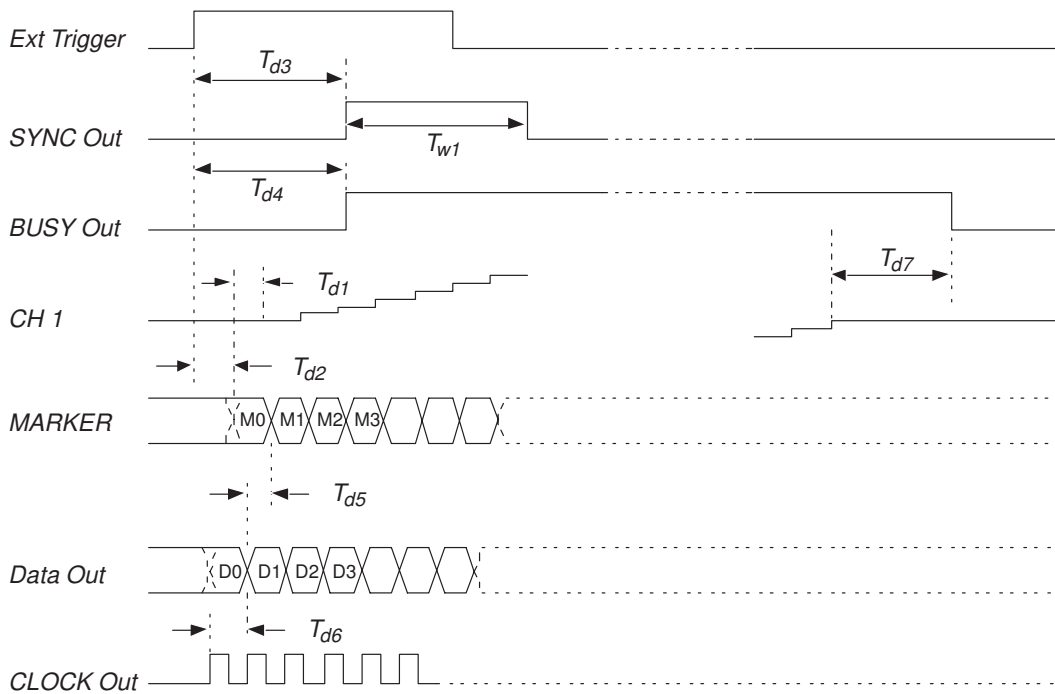 Ext Trigger
Td3
SYNC Out
Tw1
Td4
BUSY Out
Td7
Td1
CH 1
Td2
MARKER
M0 M1 M2 M3
Td5
Data Out
D0 D1 D2 D3
Td6
CLOCK Out